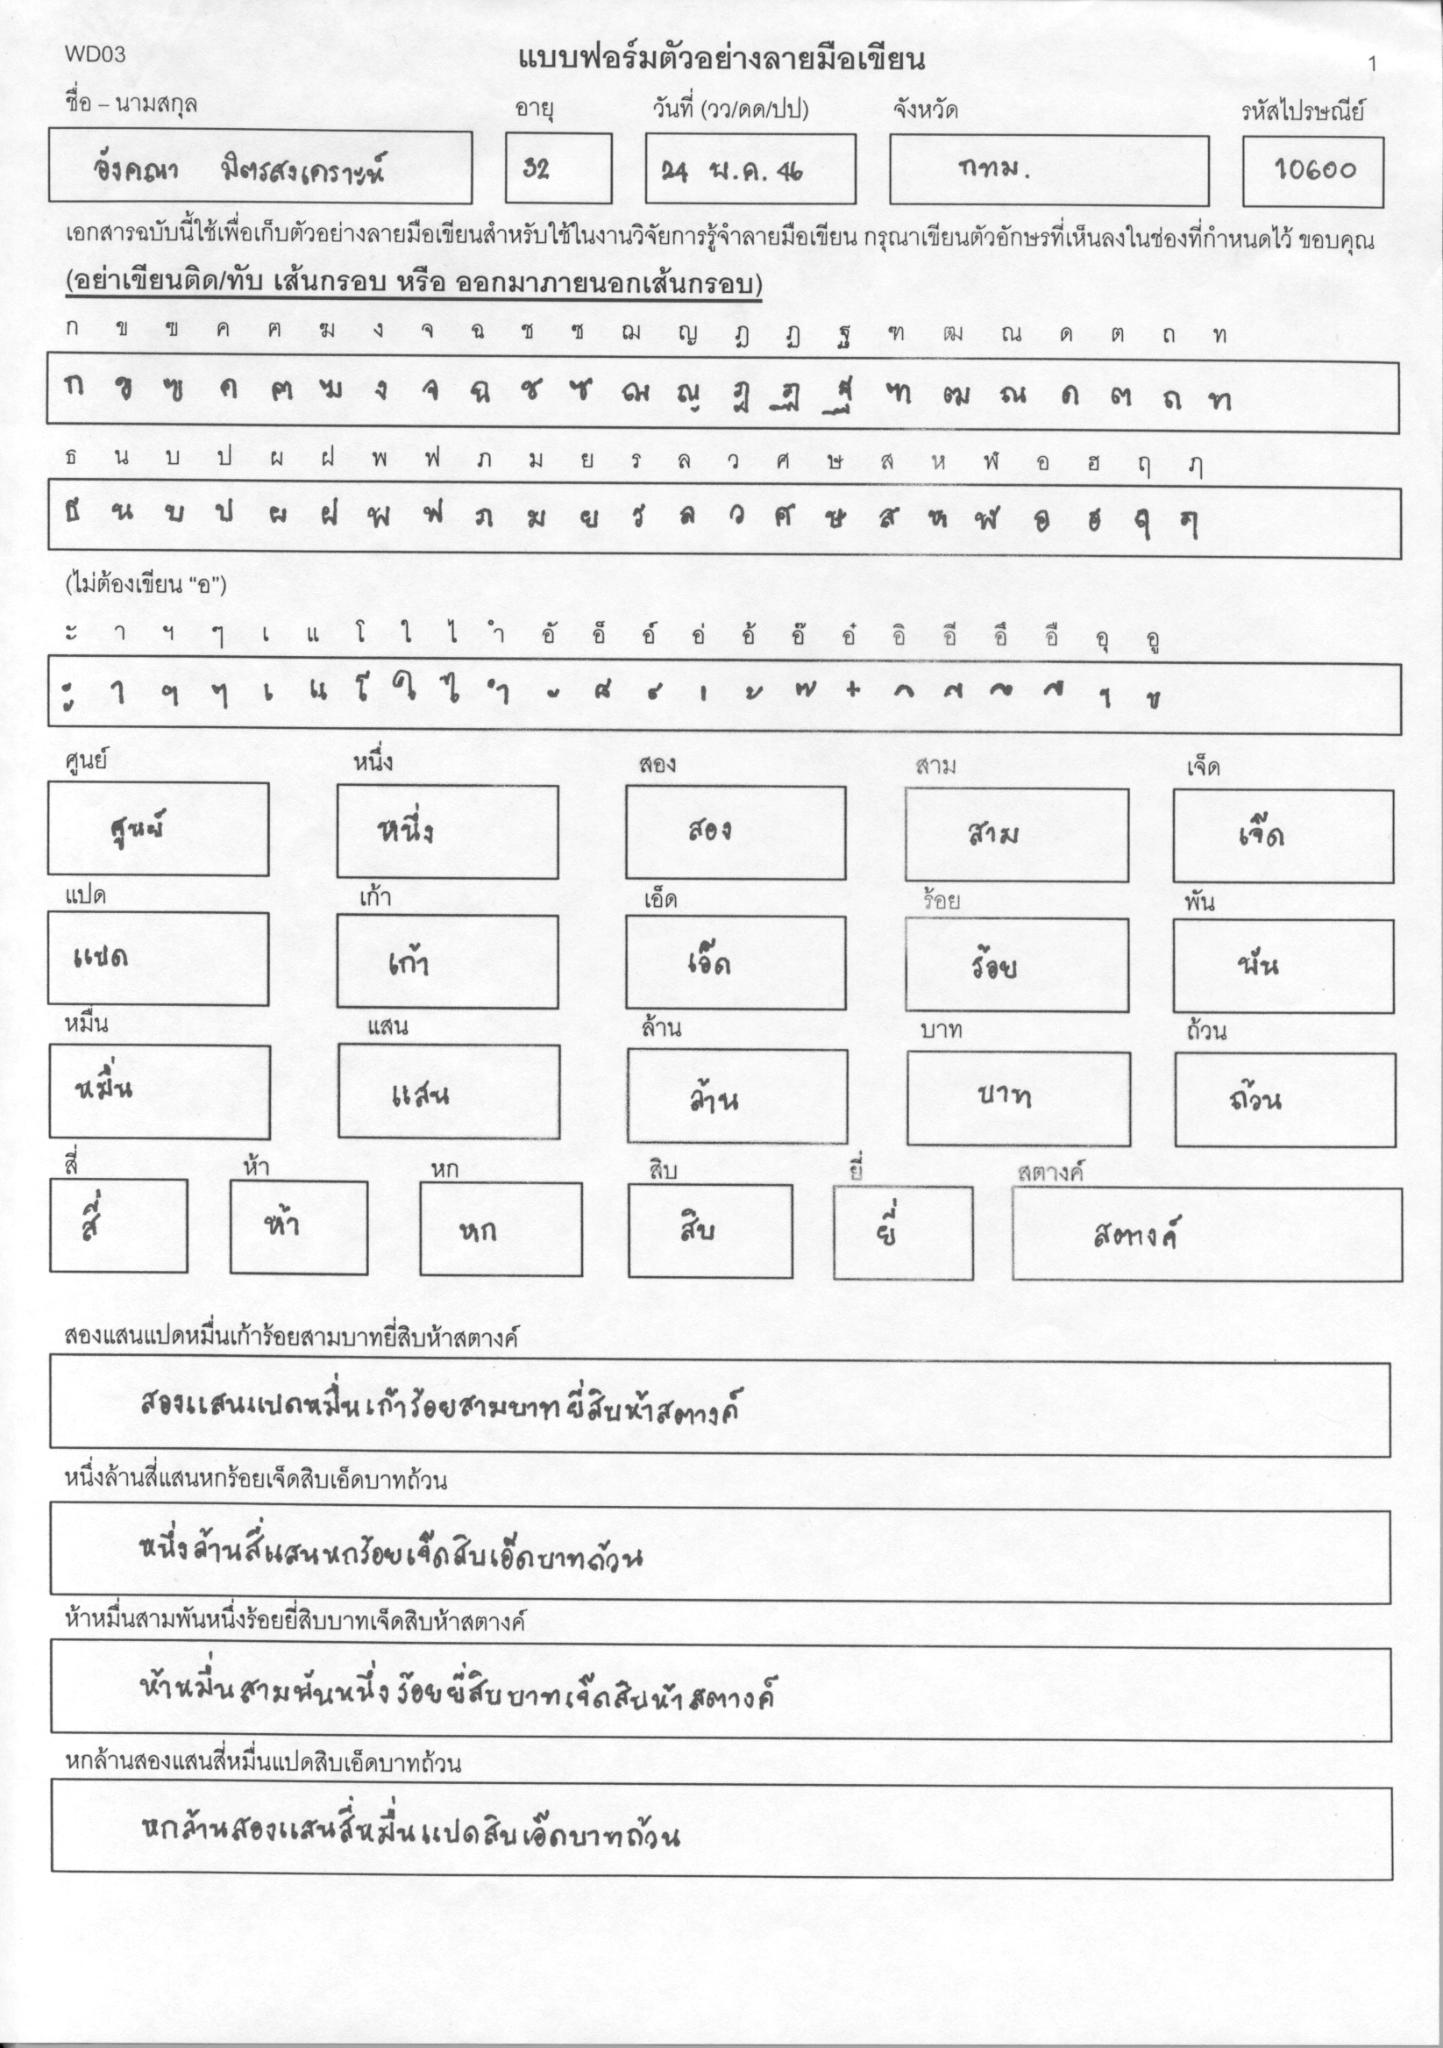 WD03 แบบฟอร์มตัวอย่างลายมือเขียน 1
ชื่อ – นามสกุล อายุ วันที่ (วว/ดด/ปป) จังหวัด รหัสไปรษณีย์
อังคณา มิตรสงเคราะห์ 32 24 พ.ค. 46 กทม. 10600
เอกสารฉบับนี้ใช้เพื่อเก็บตัวอย่างลายมือเขียนสำหรับใช้ในงานวิจัยการรู้จำลายมือเขียน กรุณาเขียนตัวอักษรที่เห็นลงในช่องที่กำหนดไว้ ขอบคุณ
(อย่าเขียนติด/ทับ เส้นกรอบ หรือ ออกมาภายนอกเส้นกรอบ)
ก ข ฃ ค ฅ ฆ ง จ ฉ ช ซ ฌ ญ ฎ ฏ ฐ ฑ ฒ ณ ด ต ถ ท
ก ข ฃ ค ฅ ฆ ง จ ฉ ช ซ ฌ ญ ฎ ฏ ฐ ฑ ฒ ณ ด ต ถ ท
ธ น บ ป ผ ฝ พ ฟ ภ ม ย ร ล ว ศ ษ ส ห ฬ อ ฮ ฤ ฦ
ธ น บ ป ผ ฝ พ ฟ ภ ม ย ร ล ว ศ ษ ส ห ฬ อ ฮ ฤ ฦ
(ไม่ต้องเขียน “อ”)
ะ า ฯ ๆ เ แ โ ใ ไ ำ อั อ็ อ์ อ่ อ้ อ๊ อ๋ อิ อี อึ อื อุ อู
ะ า ฯ ๆ เ แ โ ใ ไ ำ ั ็ ์ ่ ้ ๊ ๋ ิ ี ึ ื ุ ู
ศูนย์ หนึ่ง สอง สาม เจ็ด
ศูนย์ หนึ่ง สอง สาม เจ็ด
แปด เก้า เอ็ด ร้อย พัน
แปด เก้า เอ็ด ร้อย พัน
หมื่น แสน ล้าน บาท ถ้วน
หมื่น แสน ล้าน บาท ถ้วน
สี่ ห้า หก สิบ ยี่ สตางค์
สี่ ห้า หก สิบ ยี่ สตางค์
สองแสนแปดหมื่นเก้าร้อยสามบาทยี่สิบห้าสตางค์
สองแสนแปดหมื่นเก้าร้อยสามบาทยี่สิบห้าสตางค์
หนึ่งล้านสี่แสนหกร้อยเจ็ดสิบเอ็ดบาทถ้วน
หนึ่งล้านสี่แสนหกร้อยเจ็ดสิบเอ็ดบาทถ้วน
ห้าหมื่นสามพันหนึ่งร้อยยี่สิบบาทเจ็ดสิบห้าสตางค์
ห้าหมื่นสามพันหนึ่งร้อยยี่สิบบาทเจ็ดสิบห้าสตางค์
หกล้านสองแสนสี่หมื่นแปดสิบเอ็ดบาทถ้วน
หกล้านสองแสนสี่หมื่นแปดสิบเอ็ดบาทถ้วน